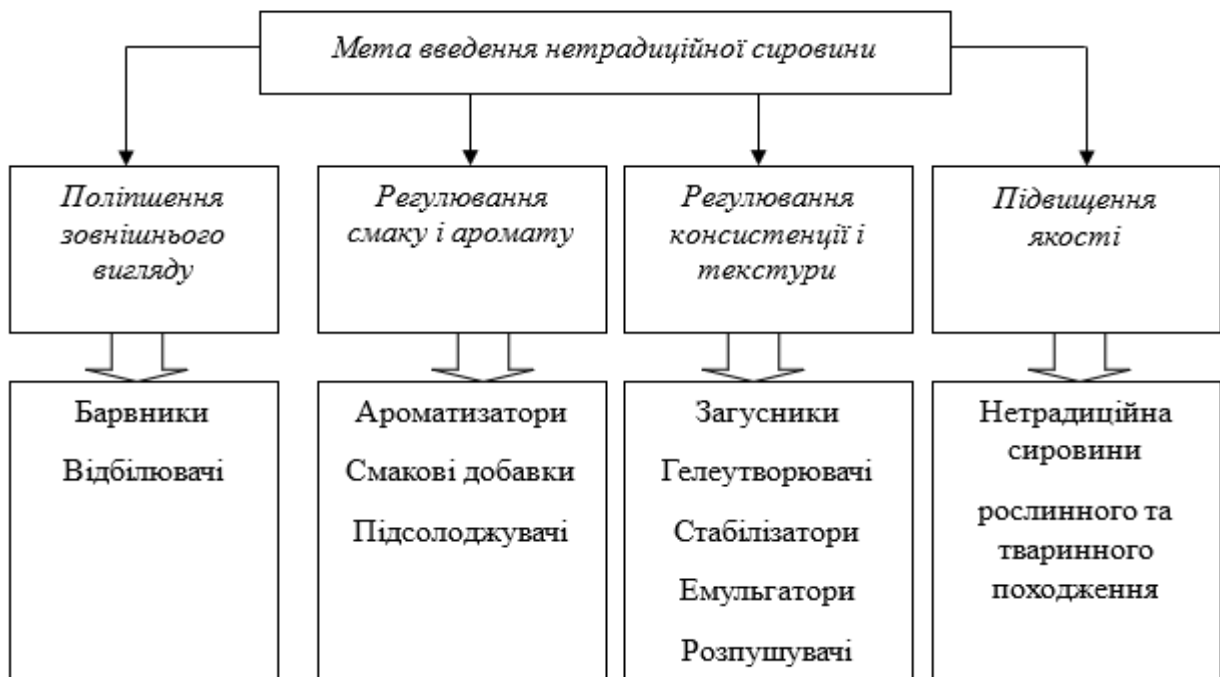 Мета введення нетрадиційної сировини
Поліпшення
зовнішнього
вигляду
Регулювання
смаку і аромату
Регулювання
консистенції і
текстури
Підвищення
якості
Барвники
Відбілювачі
Ароматизатори
Смакові добавки
Підсолоджувачі
Загусники
Гелеутворювачі
Стабілізатори
Емульгатори
Розпушувачі
Нетрадиційна
сировини
рослинного та
тваринного
походження